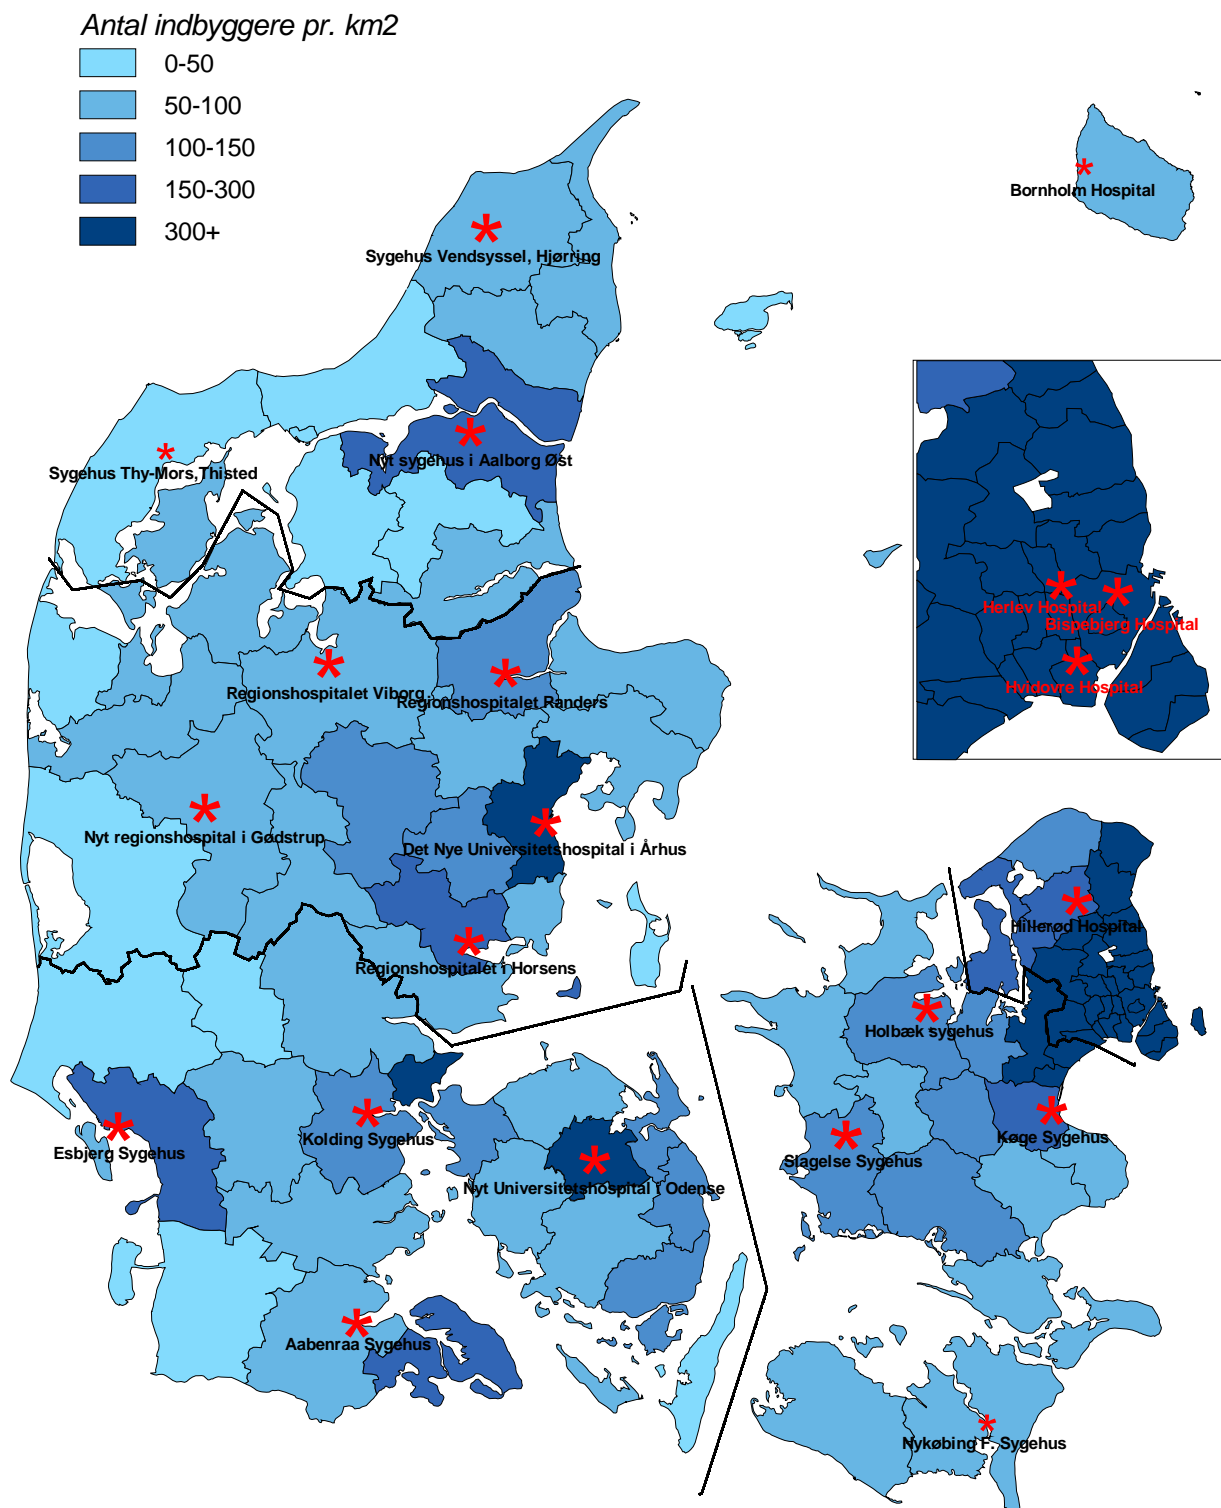 Antal indbyggere pr. km2
0-50
50-100
100-150
150-300
300+
Bornholm Hospital
Sygehus Vendsyssel, Hjørring
Nyt sygehus i Aalborg Øst
Sygehus Thy-Mors,Thisted
Herlev Hospital
Bispebjerg Hospital
Hvidovre Hospital
Regionshospitalet Viborg
Regionshospitalet Randers
Nyt regionshospital i Gødstrup
Det Nye Universitetshospital i Århus
Hillerød Hospital
Regionshospitalet i Horsens
Holbæk sygehus
Kolding Sygehus
Køge Sygehus
Esbjerg Sygehus
Slagelse Sygehus
Nyt Universitetshospital i Odense
Aabenraa Sygehus
Nykøbing F. Sygehus